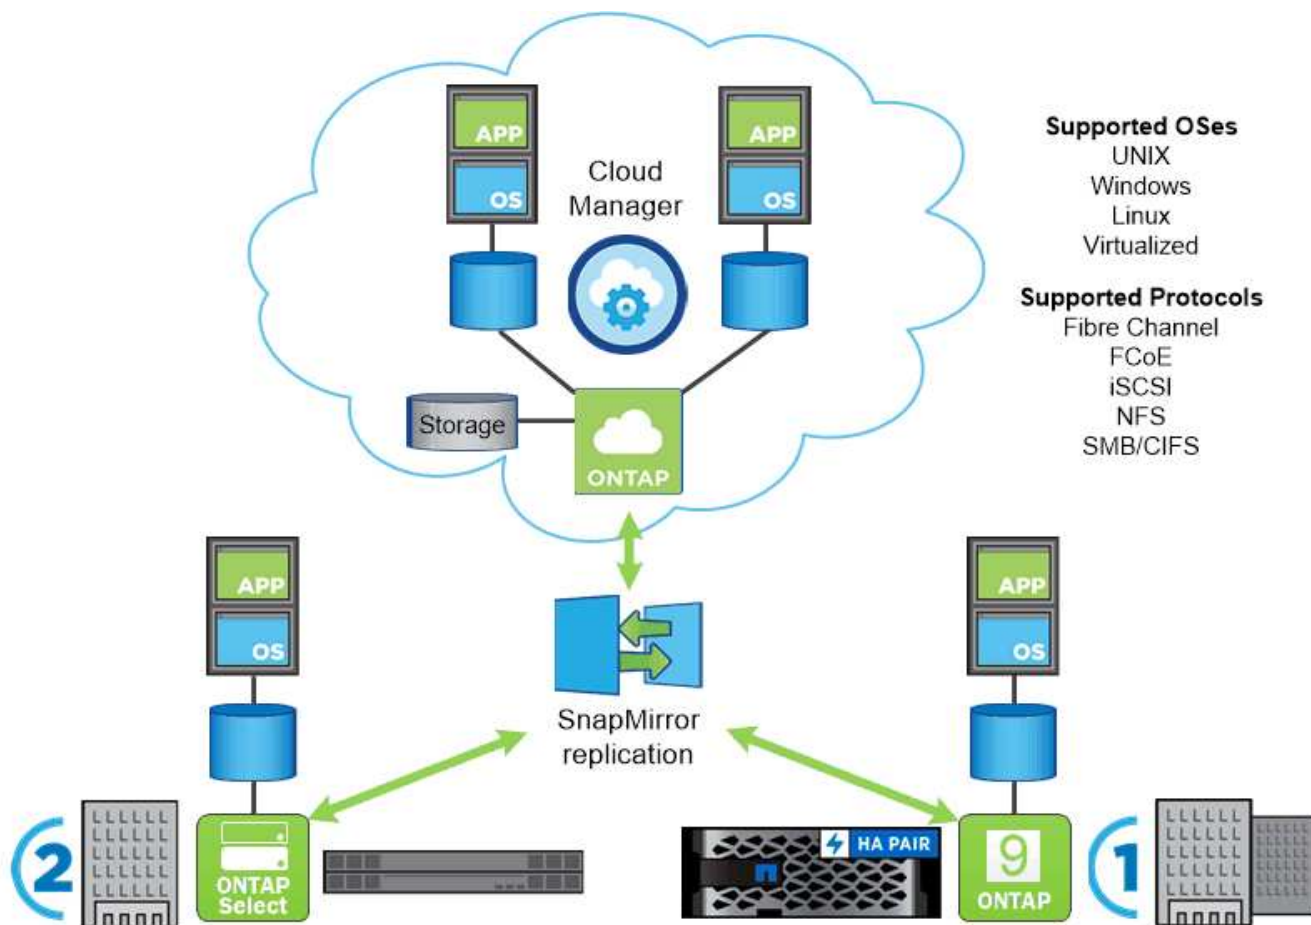 APP
OS
Cloud
Manager
APP
OS
Storage
ONTAP
Supported OSes
UNIX
Windows
Linux
Virtualized
Supported Protocols
Fibre Channel
FCoE
iSCSI
NFS
SMB/CIFS
APP
OS
SnapMirror
replication
APP
OS
2
ONTAP
Select
HA PAIR
9
ONTAP
1